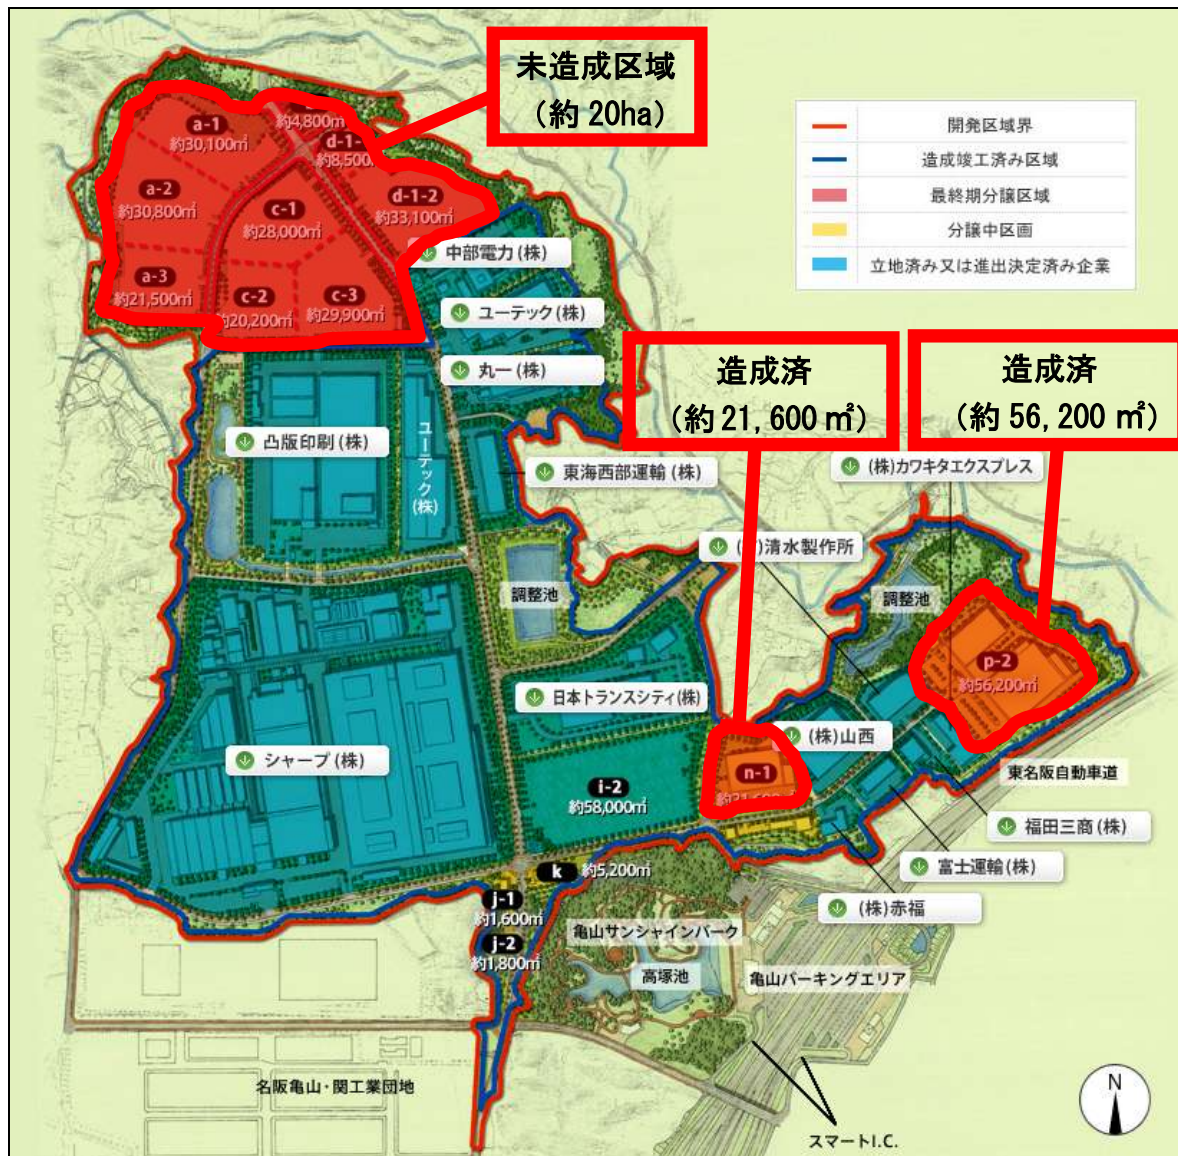 未造成区域
（約 20ha）
開発区域界
造成竣工済み区域
最終期分譲区域
分譲中区画
立地済み又は進出決定済み企業
a-1
約30,100㎡
約4,800㎡
d-1-
約8,500㎡
a-2
約30,800㎡
c-1
約28,000㎡
d-1-2
約33,100㎡
a-3
約21,500㎡
c-2
約20,200㎡
c-3
約29,900㎡
中部電力(株)
ユーテック(株)
丸一(株)
造成済
（約 21,600 ㎡）
造成済
（約 56,200 ㎡）
凸版印刷(株)
ユーテック(株)
東海西部運輸(株)
(株)カワキタエクスプレス
清水製作所
調整池
調整池
p-2
約56,200㎡
日本トランスシティ(株)
(株)山西
シャープ(株)
n-1
約21,600㎡
i-2
約58,000㎡
東名阪自動車道
福田三商(株)
富士運輸(株)
(株)赤福
k
約5,200㎡
j-1
約1,600㎡
j-2
約1,800㎡
亀山サンシャインパーク
高塚池
亀山パーキングエリア
名阪亀山・関工業団地
スマートI.C.
N